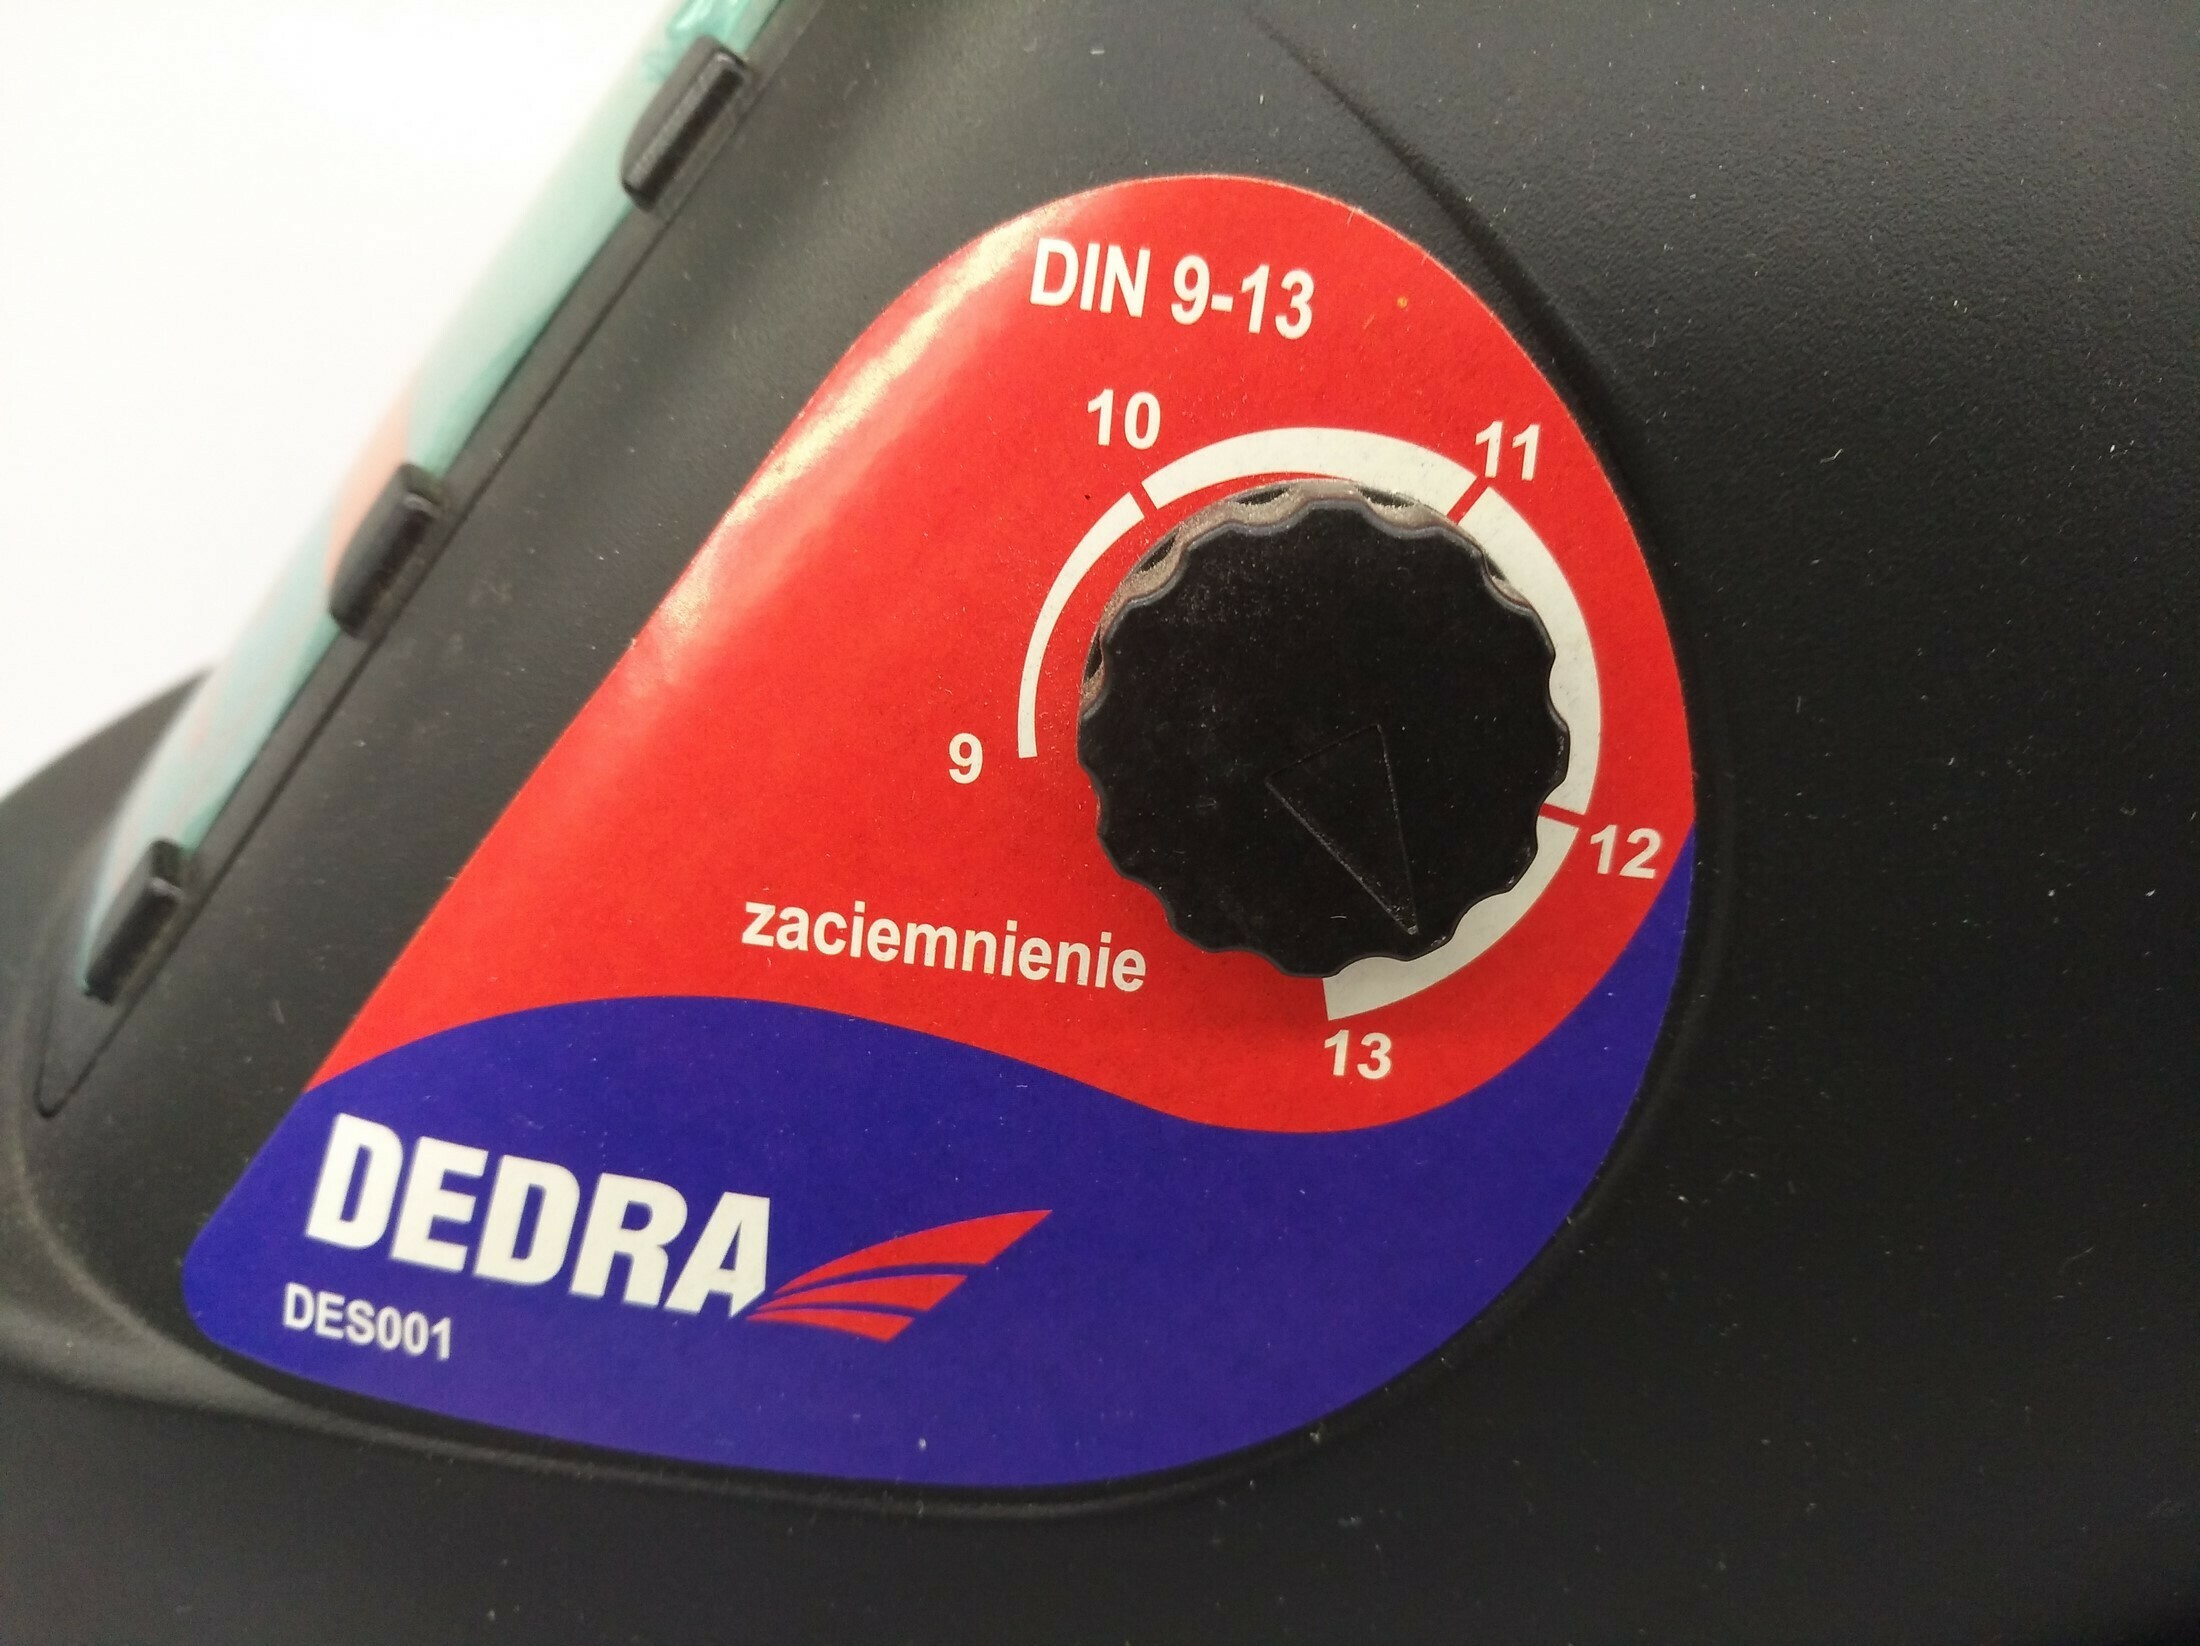 DIN 9-13
10
11
9
12
zaciemnienie
13
DEDRA
DES001